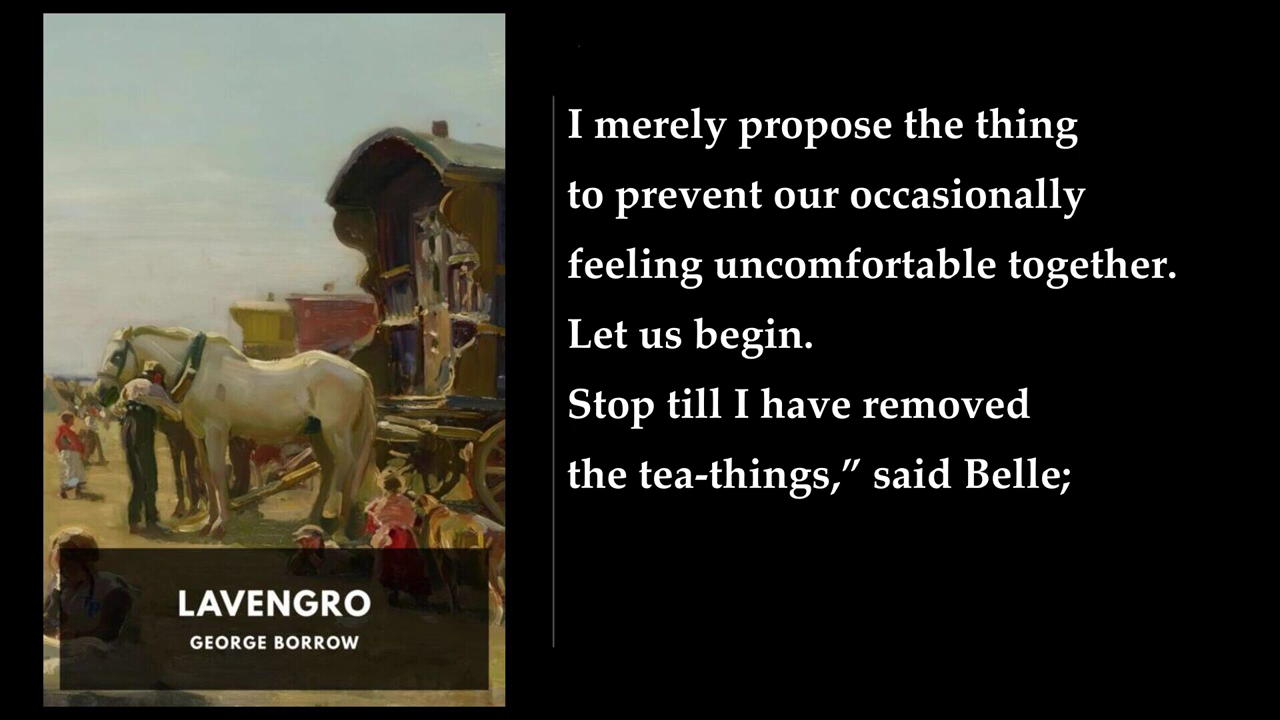 LAVENGRO
GEORGE BORROW
I merely propose the thing
to prevent our occasionally
feeling uncomfortable together.
Let us begin.
Stop till I have removed
the tea-things,” said Belle;